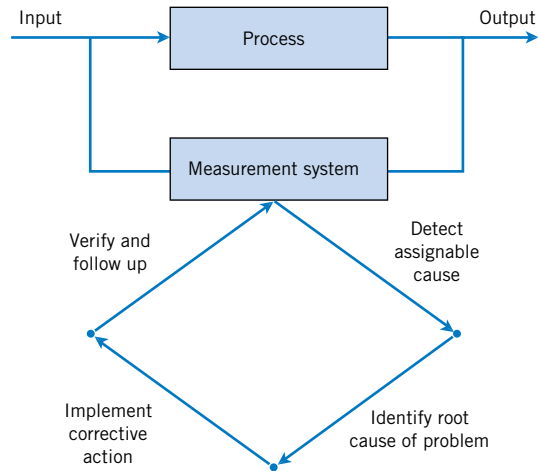 Input
Output
Process
Measurement system
Verify and
follow up
Detect
assignable
cause
Implement
corrective
action
Identify root
cause of problem